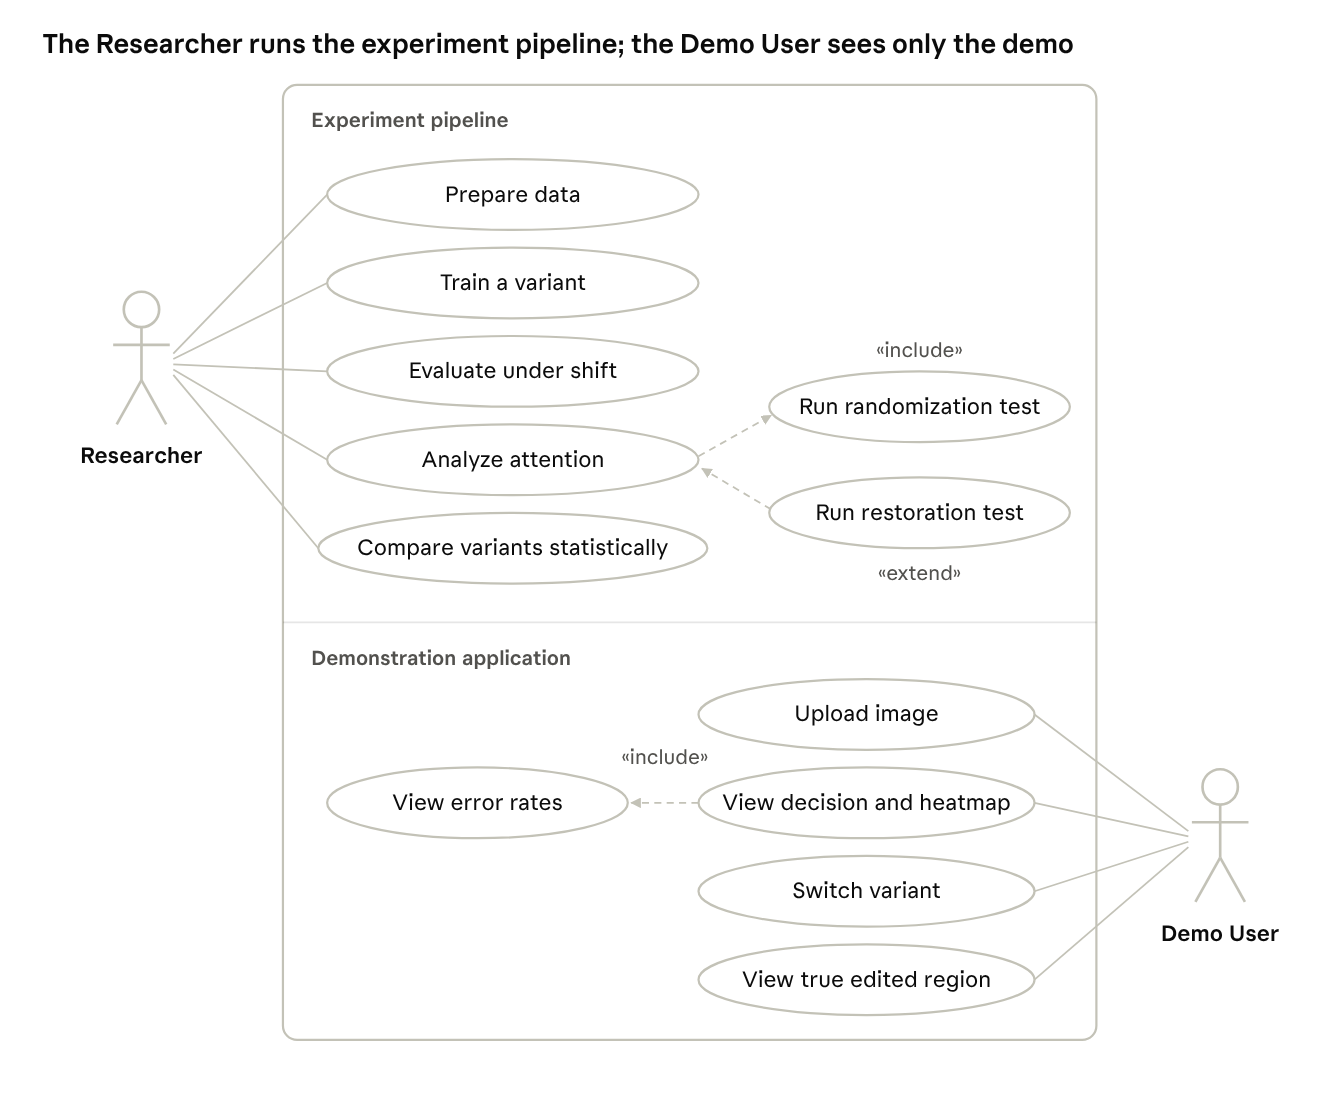 The Researcher runs the experiment pipeline; the Demo User sees only the demo
Experiment pipeline
Prepare data
Train a variant
Evaluate under shift
«include»
Run randomization test
Researcher
Analyze attention
Run restoration test
Compare variants statistically
«extend»
Demonstration application
Upload image
«include»
View error rates
View decision and heatmap
Switch variant
Demo User
View true edited region